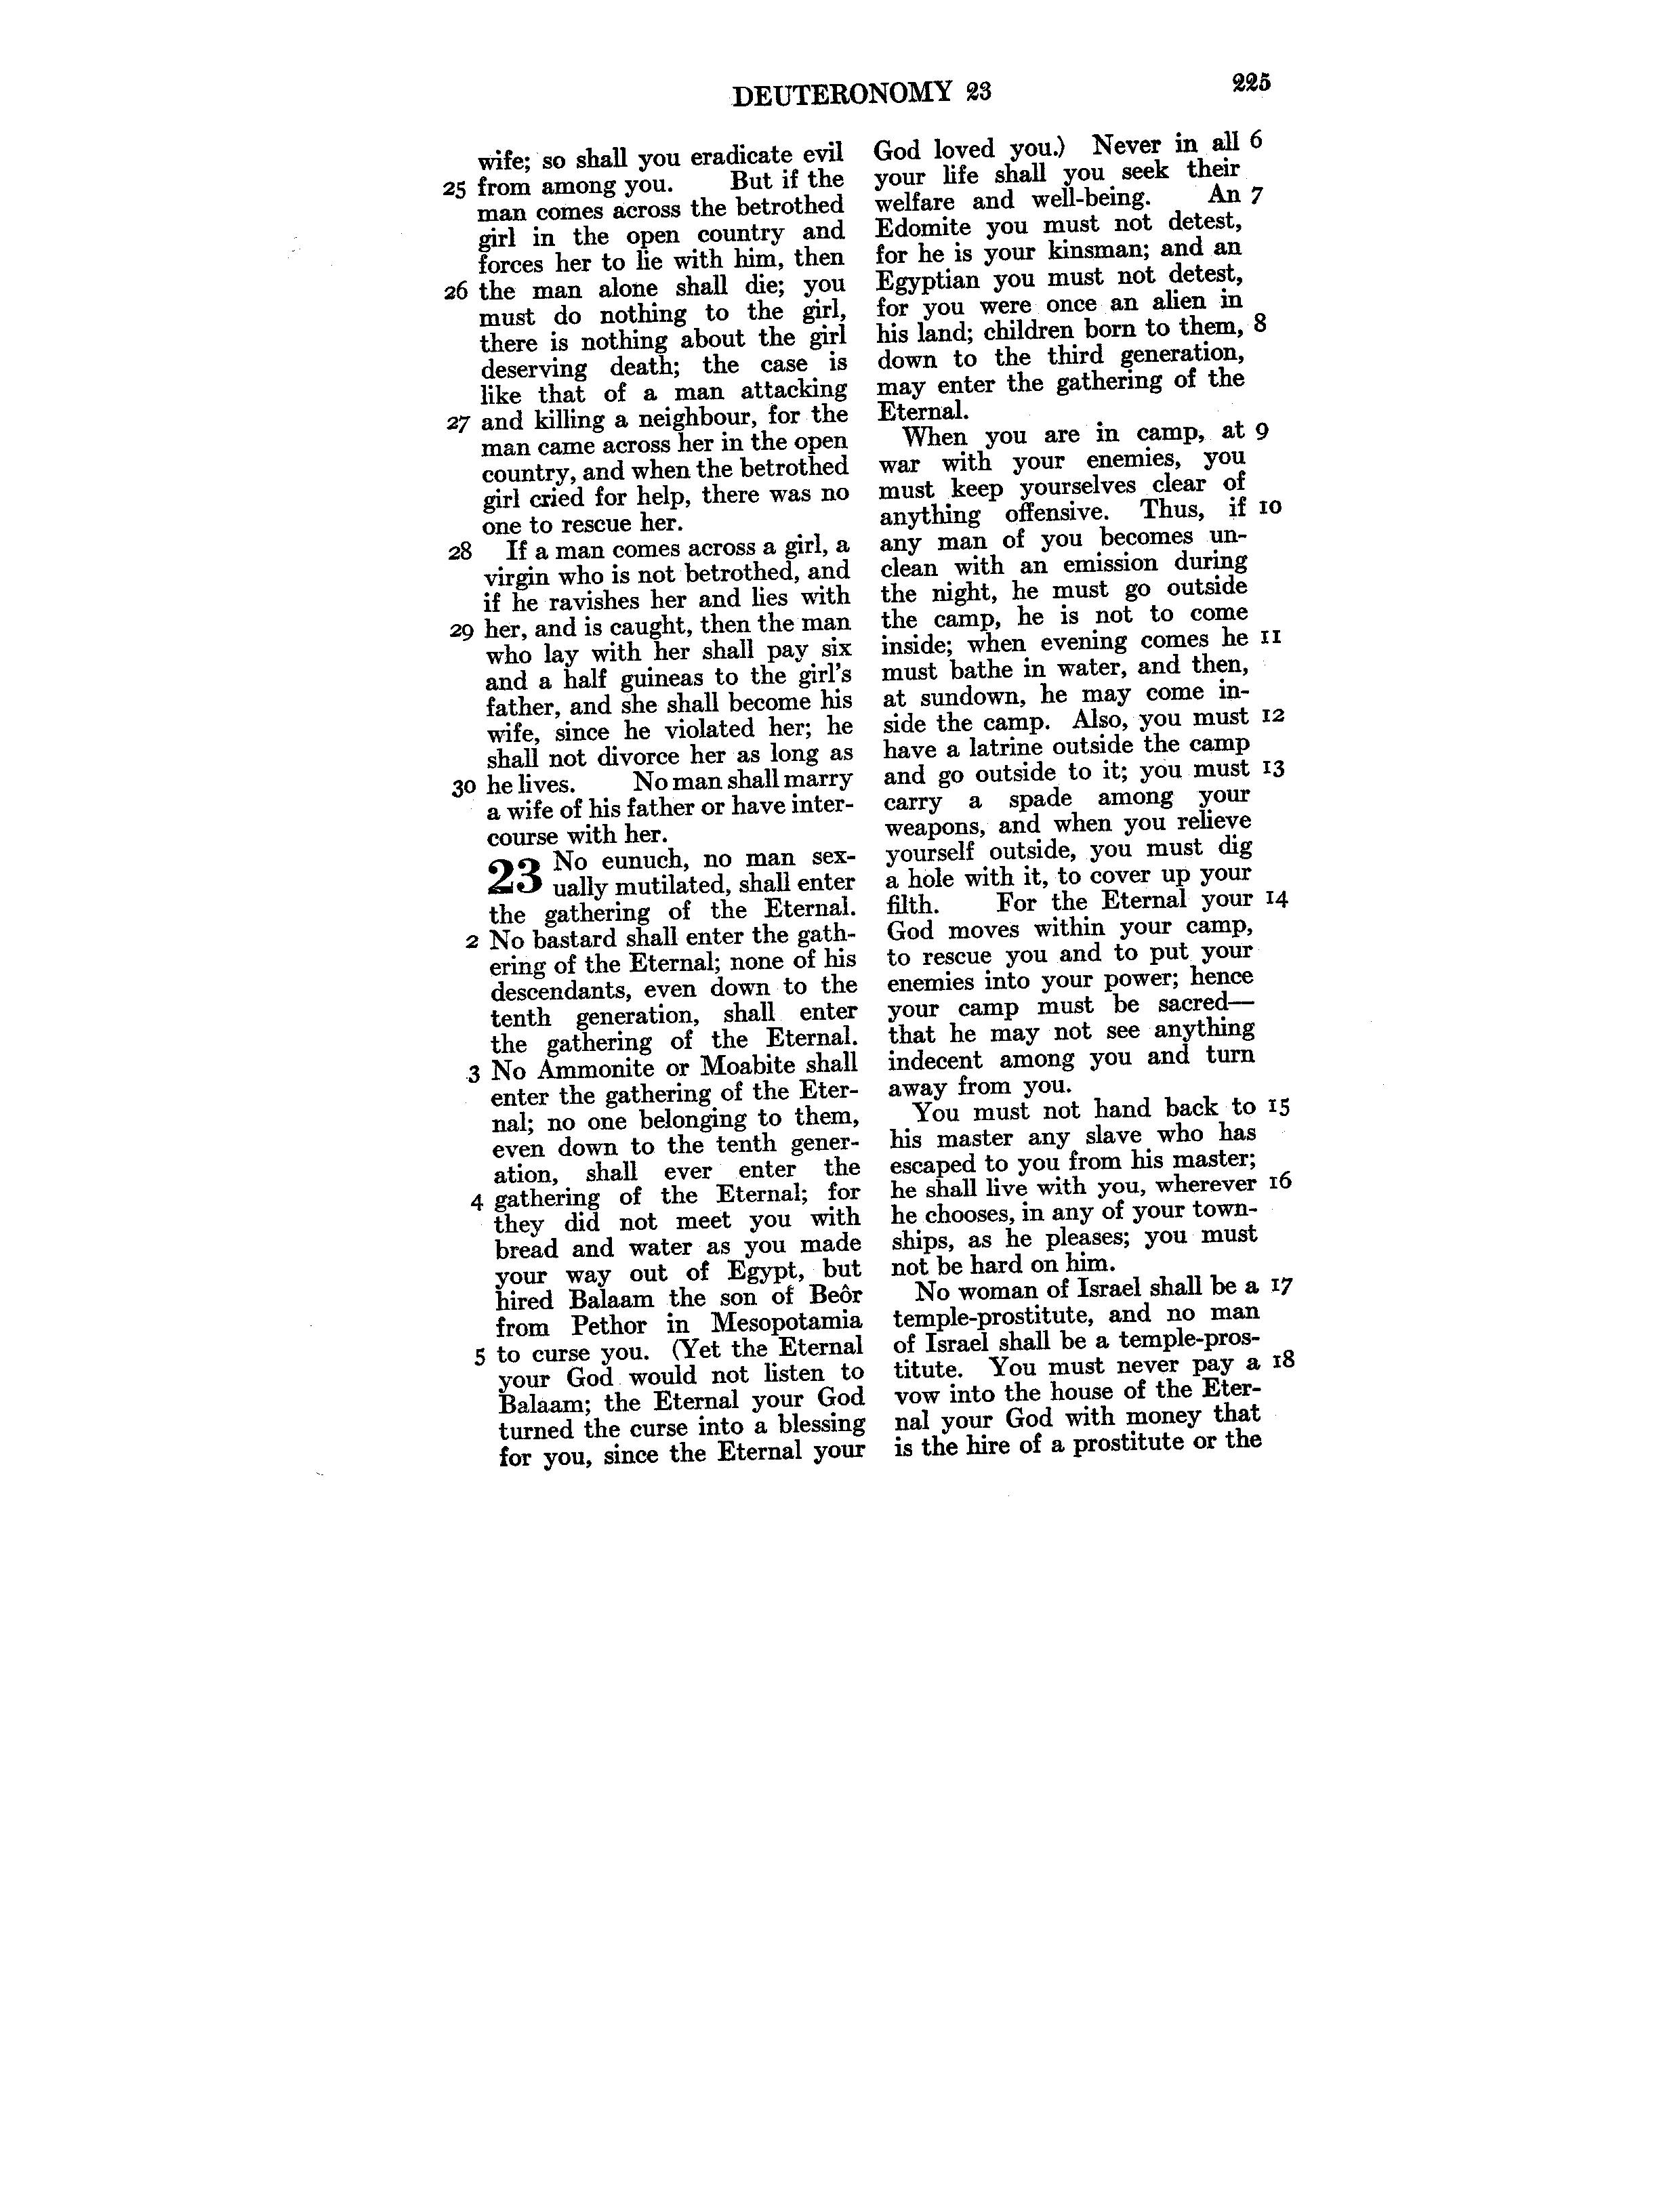 DEUTERONOMY 23
225
wife; so shall you eradicate evil
25 from among you. But if the
man comes across the betrothed
girl in the open country and
forces her to lie with him, then
26 the man alone shall die; you
must do nothing to the girl,
there is nothing about the girl
deserving death; the case is
like that of a man attacking
27 and killing a neighbour, for the
man came across her in the open
country, and when the betrothed
girl cried for help, there was no
one to rescue her.
28 If a man comes across a girl, a
virgin who is not betrothed, and
if he ravishes her and lies with
29 her, and is caught, then the man
who lay with her shall pay six
and a half guineas to the girl's
father, and she shall become his
wife, since he violated her; he
shall not divorce her as long as
30 he lives. No man shall marry
a wife of his father or have inter-
course with her.
23 No eunuch, no man sex-
ually mutilated, shall enter
the gathering of the Eternal.
2 No bastard shall enter the gath-
ering of the Eternal; none of his
descendants, even down to the
tenth generation, shall enter
the gathering of the Eternal.
3 No Ammonite or Moabite shall
enter the gathering of the Eter-
nal; no one belonging to them,
even down to the tenth gener-
ation, shall ever enter the
4 gathering of the Eternal; for
they did not meet you with
bread and water as you made
your way out of Egypt, but
hired Balaam the son of Beôr
from Pethor in Mesopotamia
5 to curse you. (Yet the Eternal
your God would not listen to
Balaam; the Eternal your God
turned the curse into a blessing
for you, since the Eternal your
God loved you.) Never in all 6
your life shall you seek their
welfare and well-being. An 7
Edomite you must not detest,
for he is your kinsman; and an
Egyptian you must not detest,
for you were once an alien in
his land; children born to them, 8
down to the third generation,
may enter the gathering of the
Eternal.
When you are in camp, at 9
war with your enemies, you
must keep yourselves clear of
anything offensive. Thus, if 10
any man of you becomes un-
clean with an emission during
the night, he must go outside
the camp, he is not to come
inside; when evening comes he 11
must bathe in water, and then,
at sundown, he may come in-
side the camp. Also, you must 12
have a latrine outside the camp
and go outside to it; you must 13
carry a spade among your
weapons, and when you relieve
yourself outside, you must dig
a hole with it, to cover up your
filth. For the Eternal your 14
God moves within your camp,
to rescue you and to put your
enemies into your power; hence
your camp must be sacred—
that he may not see anything
indecent among you and turn
away from you.
You must not hand back to 15
his master any slave who has
escaped to you from his master;
he shall live with you, wherever 16
he chooses, in any of your town-
ships, as he pleases; you must
not be hard on him.
No woman of Israel shall be a 17
temple-prostitute, and no man
of Israel shall be a temple-pros-
titute. You must never pay a 18
vow into the house of the Eter-
nal your God with money that
is the hire of a prostitute or the